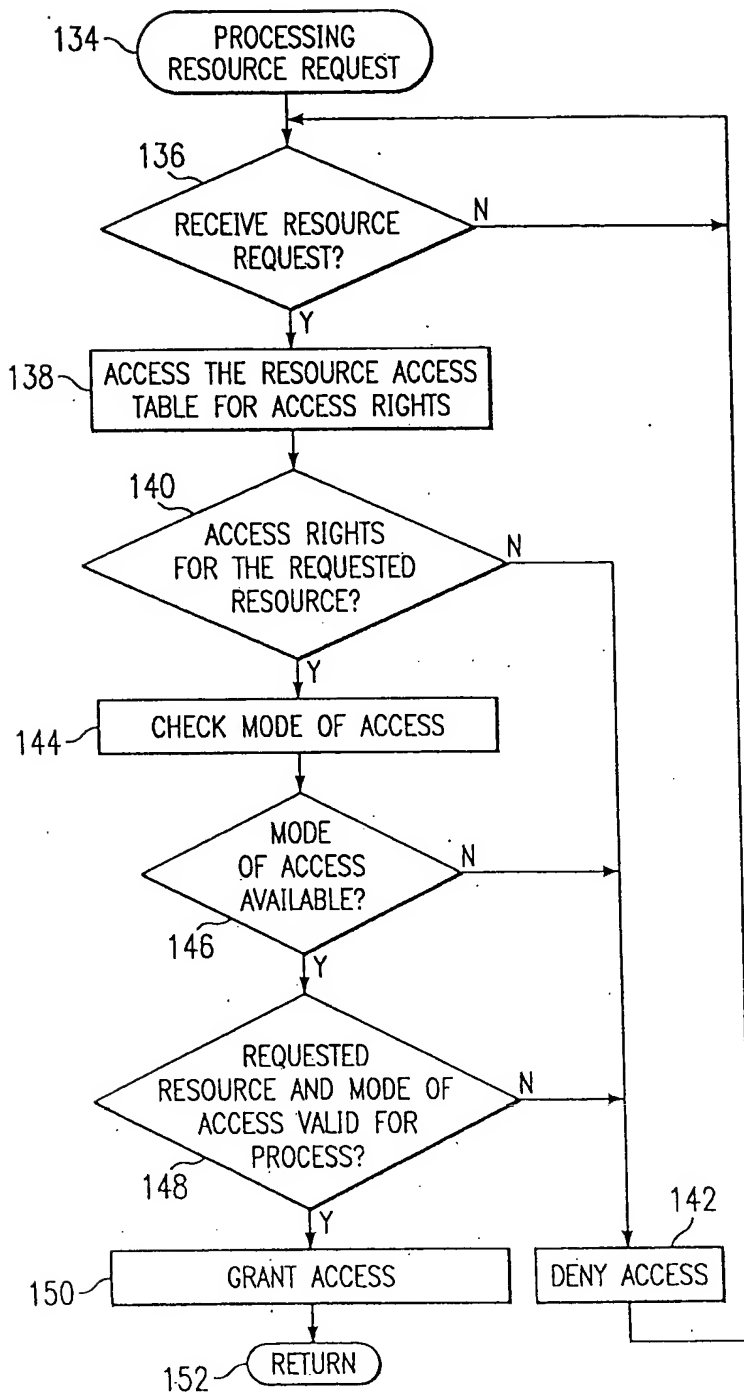 134
PROCESSING
RESOURCE REQUEST
136
RECEIVE RESOURCE
REQUEST?
N
Y
138
ACCESS THE RESOURCE ACCESS
TABLE FOR ACCESS RIGHTS
140
ACCESS RIGHTS
FOR THE REQUESTED
RESOURCE?
N
Y
144
CHECK MODE OF ACCESS
MODE
OF ACCESS
AVAILABLE?
N
146
Y
REQUESTED
RESOURCE AND MODE OF
ACCESS VALID FOR
PROCESS?
N
148
Y
142
150
GRANT ACCESS
DENY ACCESS
152
RETURN